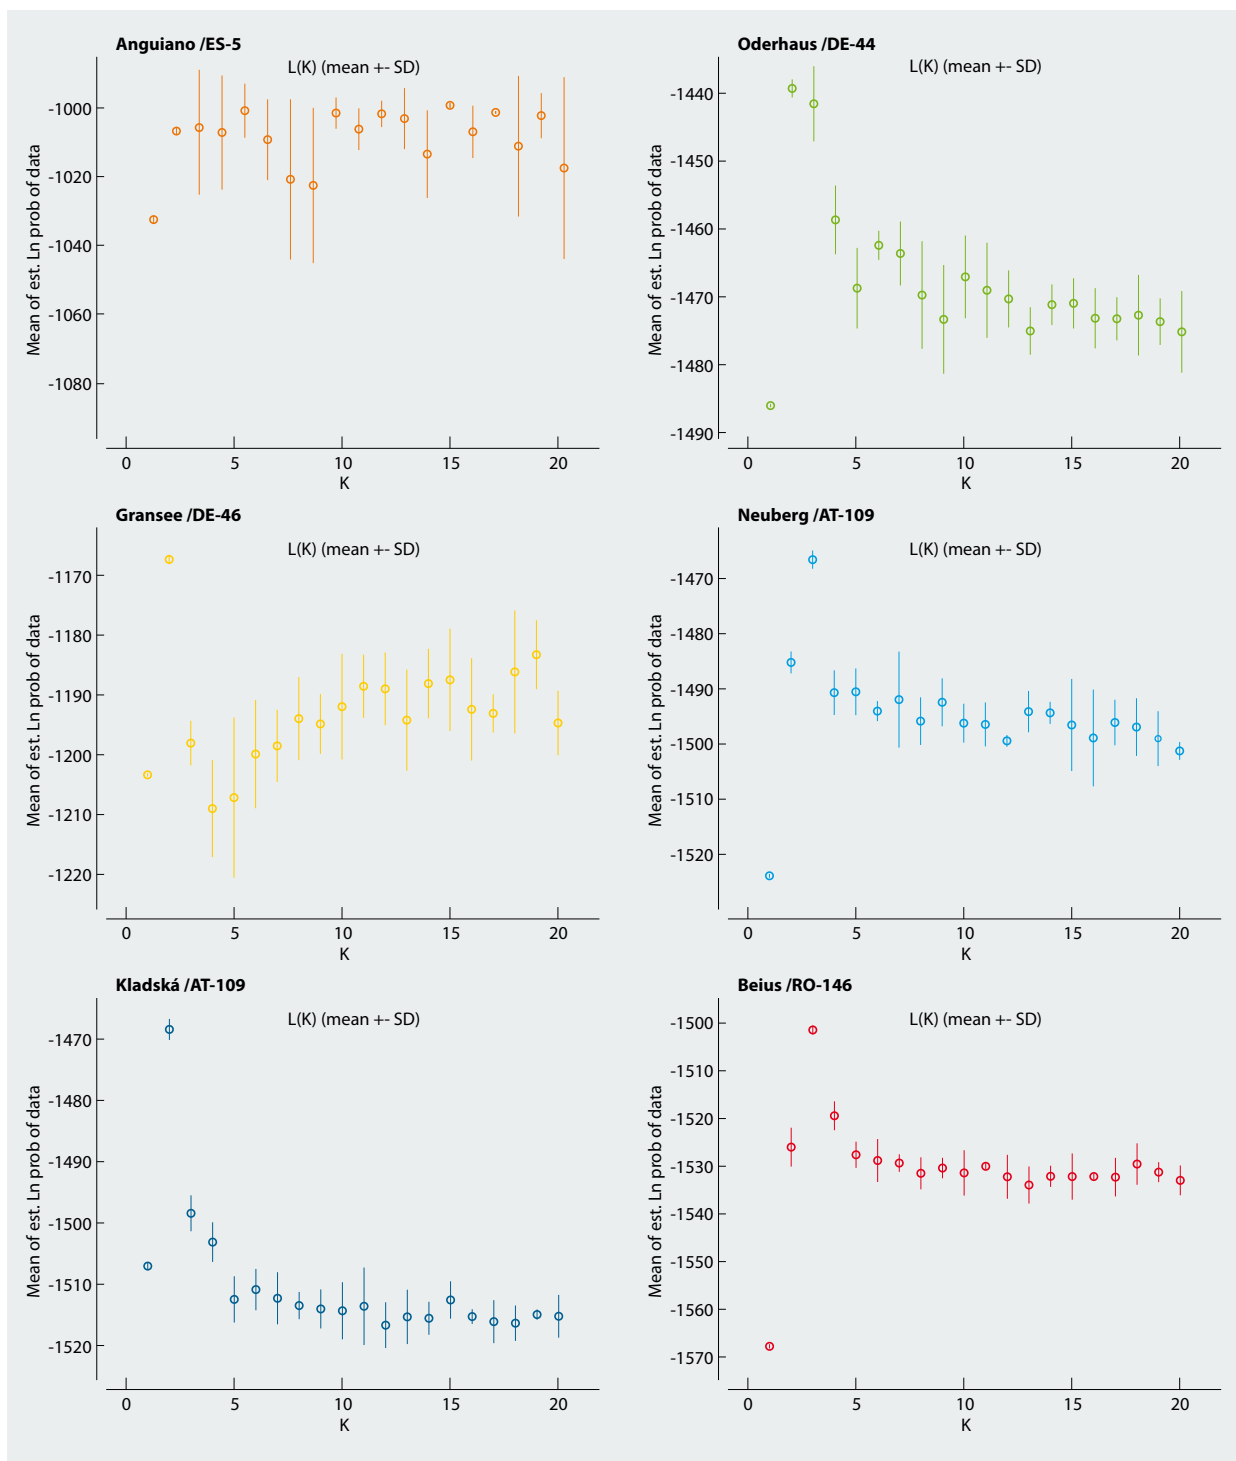 Anguiano /ES-5
L(K) (mean +- SD)
Mean of est. Ln prob of data
-1000
-1020
-1040
-1060
-1080
0 5 10 15 20
K
Oderhaus /DE-44
L(K) (mean +- SD)
Mean of est. Ln prob of data
-1440
-1450
-1460
-1470
-1480
-1490
0 5 10 15 20
K
Gransee /DE-46
L(K) (mean +- SD)
Mean of est. Ln prob of data
-1170
-1180
-1190
-1200
-1210
-1220
0 5 10 15 20
K
Neuberg /AT-109
L(K) (mean +- SD)
Mean of est. Ln prob of data
-1470
-1480
-1490
-1500
-1510
-1520
0 5 10 15 20
K
Kladská /AT-109
L(K) (mean +- SD)
Mean of est. Ln prob of data
-1470
-1480
-1490
-1500
-1510
-1520
0 5 10 15 20
K
Beius /RO-146
L(K) (mean +- SD)
Mean of est. Ln prob of data
-1500
-1510
-1520
-1530
-1540
-1550
-1560
-1570
0 5 10 15 20
K